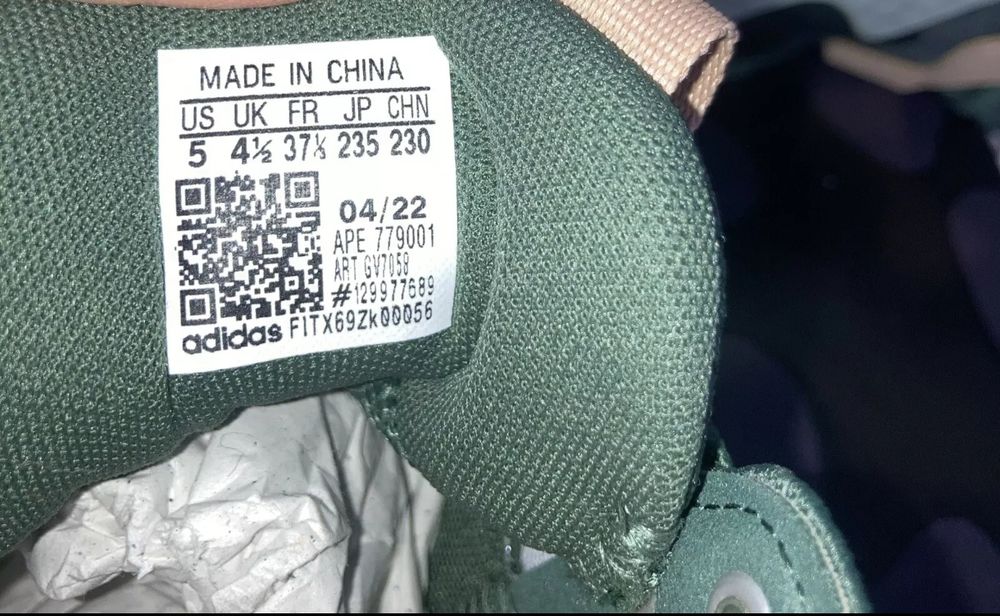 MADE IN CHINA
US UK FR JP CHN
5 4½ 37⅓ 235 230
04/22
APE 779001
ART GV7058
#129977689
adidas F1TX69Zk00056